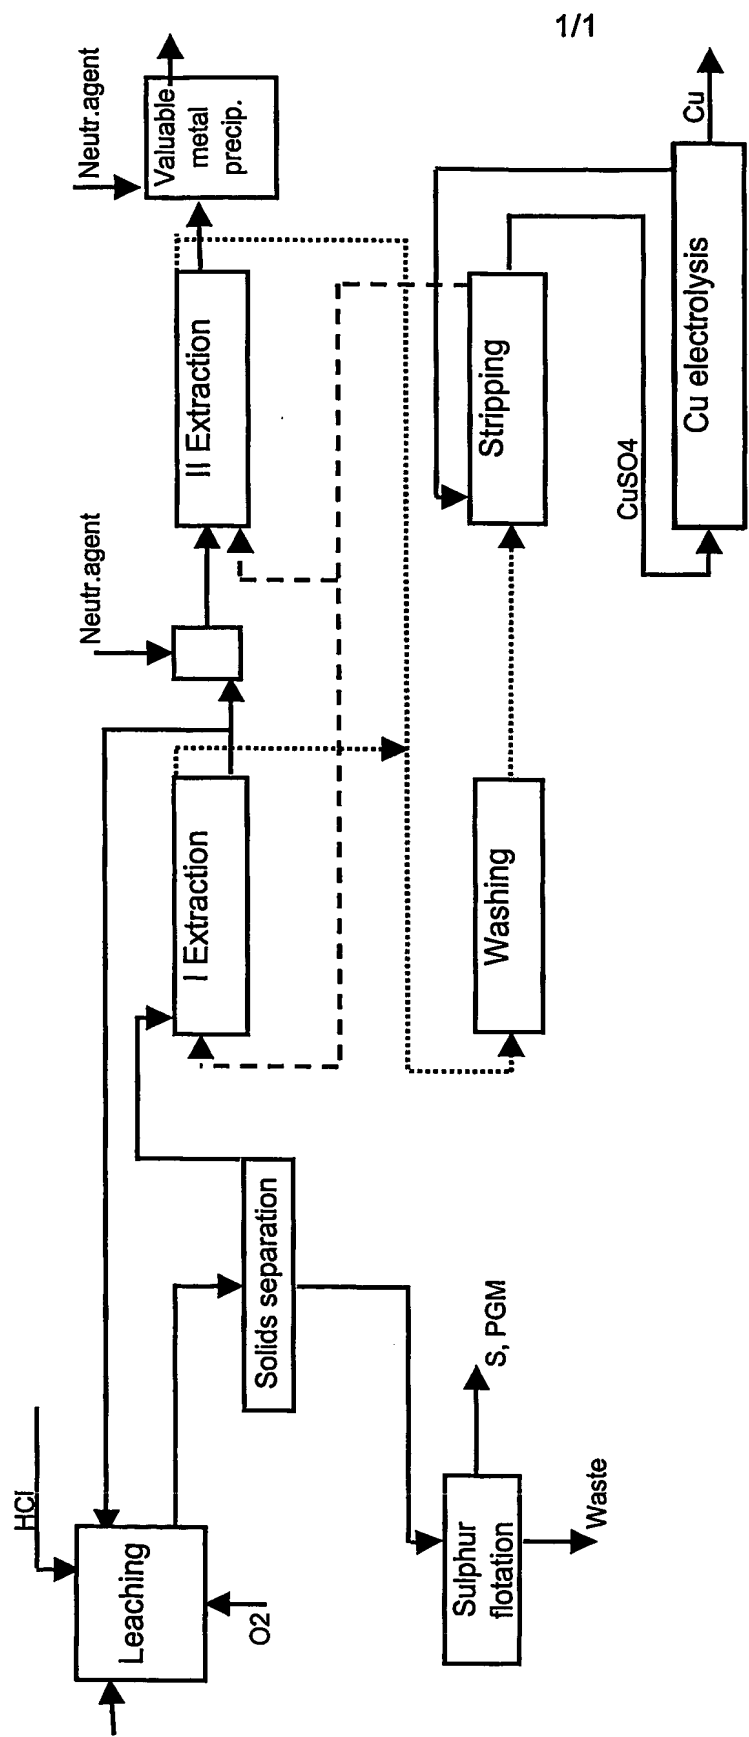 1/1
HCl
Leaching
O2
Solids separation
Sulphur
flotation
S, PGM
Waste
I Extraction
Neutr.agent
II Extraction
Neutr.agent
Valuable
metal
precip.
Washing
Stripping
CuSO4
Cu electrolysis
Cu